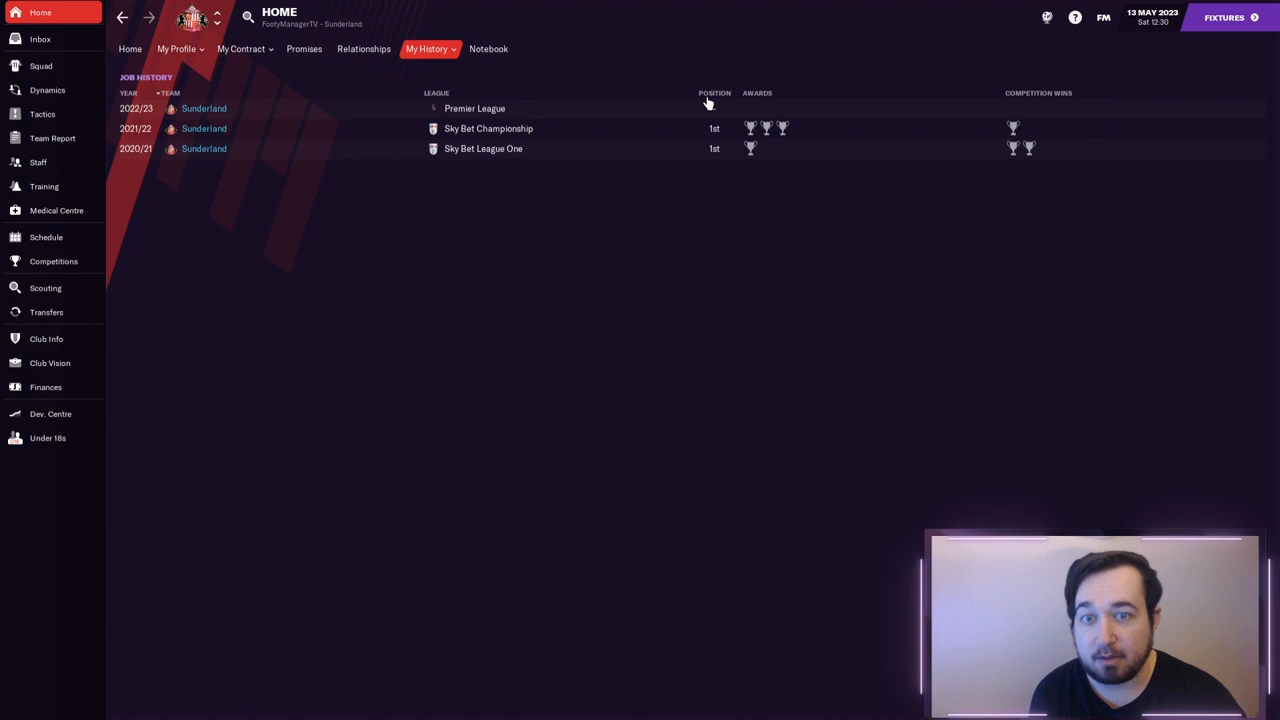 Home
HOME
FootyManagerTV - Sunderland
FM
13 MAY 2023
Sat 12:30
FIXTURES
Inbox
Squad
Dynamics
Tactics
Team Report
Staff
Training
Medical Centre
Schedule
Competitions
Scouting
Transfers
Club Info
Club Vision
Finances
Dev. Centre
Under 18s
Home My Profile My Contract Promises Relationships My History Notebook
JOB HISTORY
YEAR TEAM LEAGUE POSITION AWARDS COMPETITION WINS
2022/23 Sunderland Premier League -
2021/22 Sunderland Sky Bet Championship 1st
2020/21 Sunderland Sky Bet League One 1st